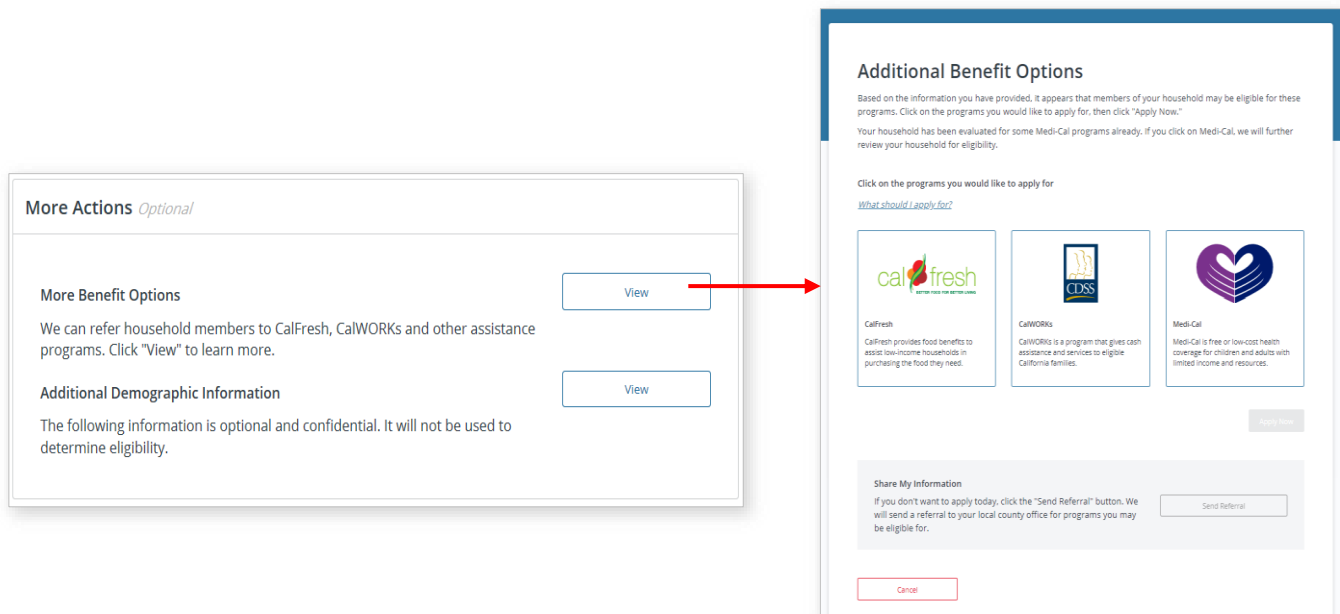 More Actions Optional
More Benefit Options
View
We can refer household members to CalFresh, CalWORKs and other assistance
programs. Click "View" to learn more.
Additional Demographic Information
View
The following information is optional and confidential. It will not be used to
determine eligibility.
Additional Benefit Options
Based on the information you have provided, it appears that members of your household may be eligible for these
programs. Click on the programs you would like to apply for, then click "Apply Now."
Your household has been evaluated for some Medi-Cal programs already. If you click on Medi-Cal, we will further
review your household for eligibility.
Click on the programs you would like to apply for
What should I apply for?
cal fresh
BETTER FOOD FOR BETTER LIVING
CalFresh
CalFresh provides food benefits to
assist low-income households in
purchasing the food they need.
CDSS
CalWORKs
CalWORKs is a program that gives cash
assistance and services to eligible
California families.
Medi-Cal
Medi-Cal is free or low-cost health
coverage for children and adults with
limited income and resources.
Apply Now
Share My Information
If you don't want to apply today, click the "Send Referral" button. We
will send a referral to your local county office for programs you may
be eligible for.
Send Referral
Cancel